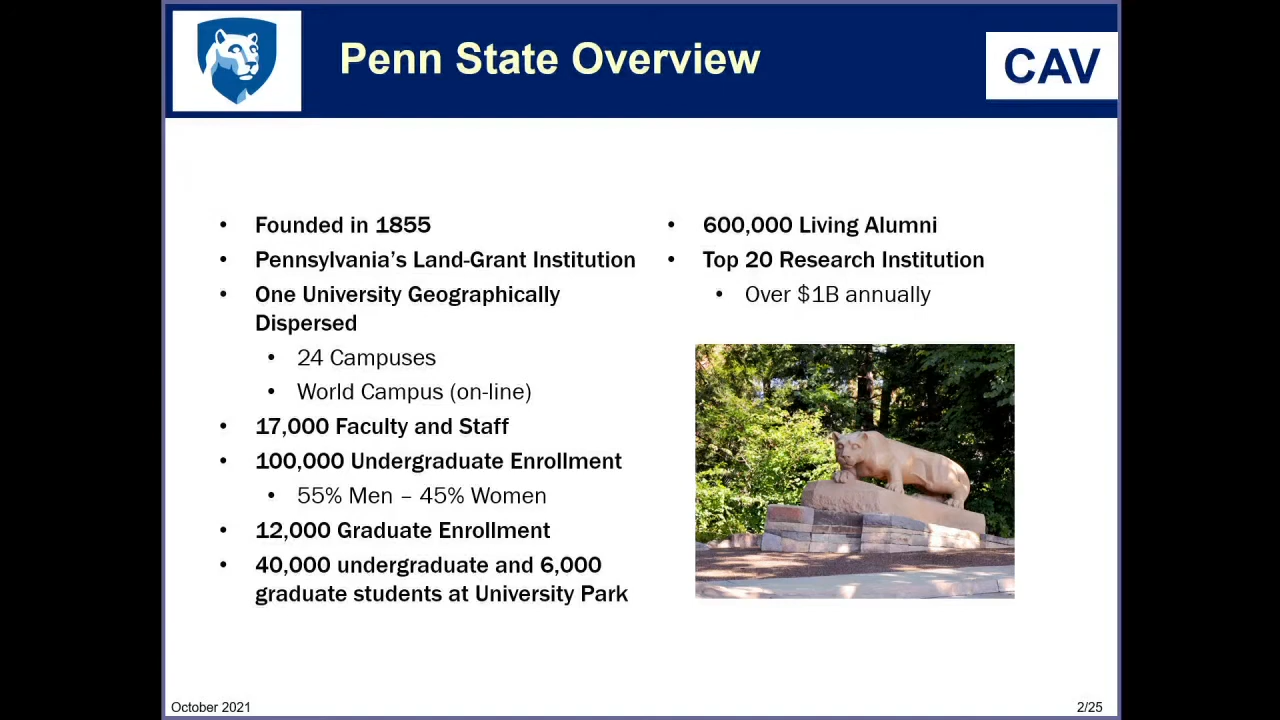 Penn State Overview
CAV
• Founded in 1855
• Pennsylvania’s Land-Grant Institution
• One University Geographically
Dispersed
• 24 Campuses
• World Campus (on-line)
• 17,000 Faculty and Staff
• 100,000 Undergraduate Enrollment
• 55% Men – 45% Women
• 12,000 Graduate Enrollment
• 40,000 undergraduate and 6,000
graduate students at University Park
• 600,000 Living Alumni
• Top 20 Research Institution
• Over $1B annually
October 2021
2/25